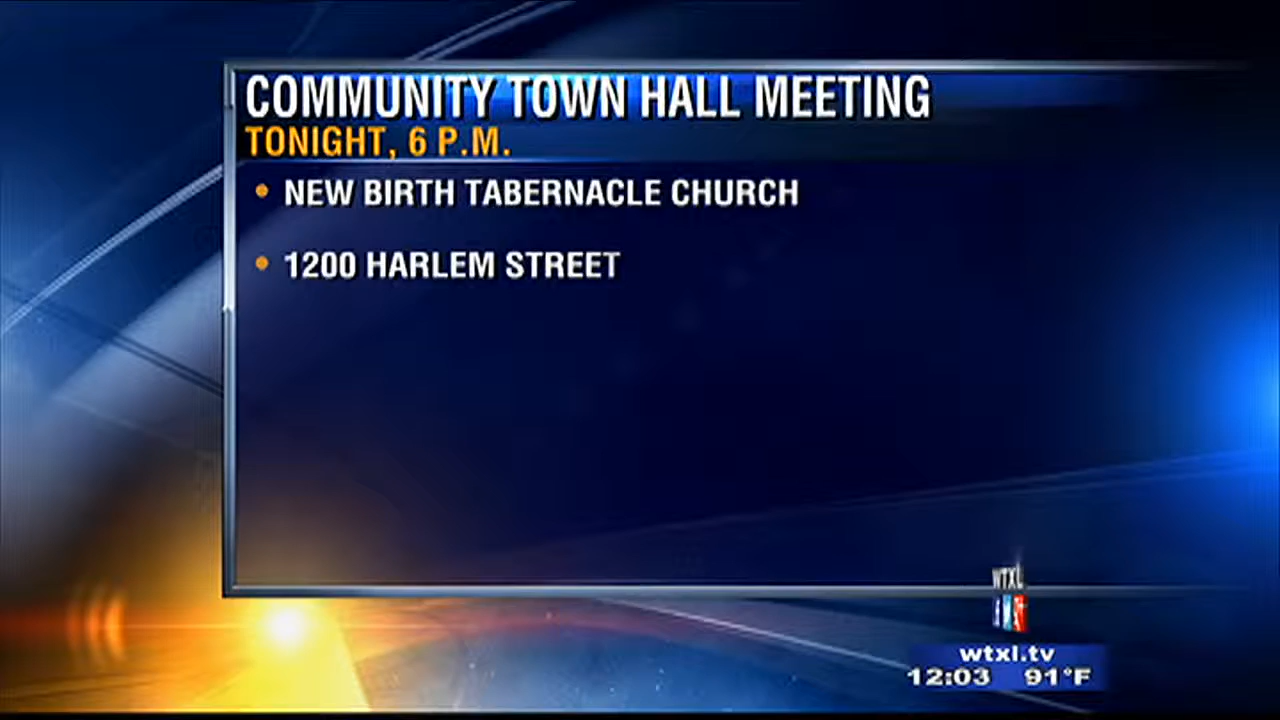 COMMUNITY TOWN HALL MEETING
TONIGHT, 6 P.M.
• NEW BIRTH TABERNACLE CHURCH
• 1200 HARLEM STREET
WTXL
wtxl.tv
12:03 91°F